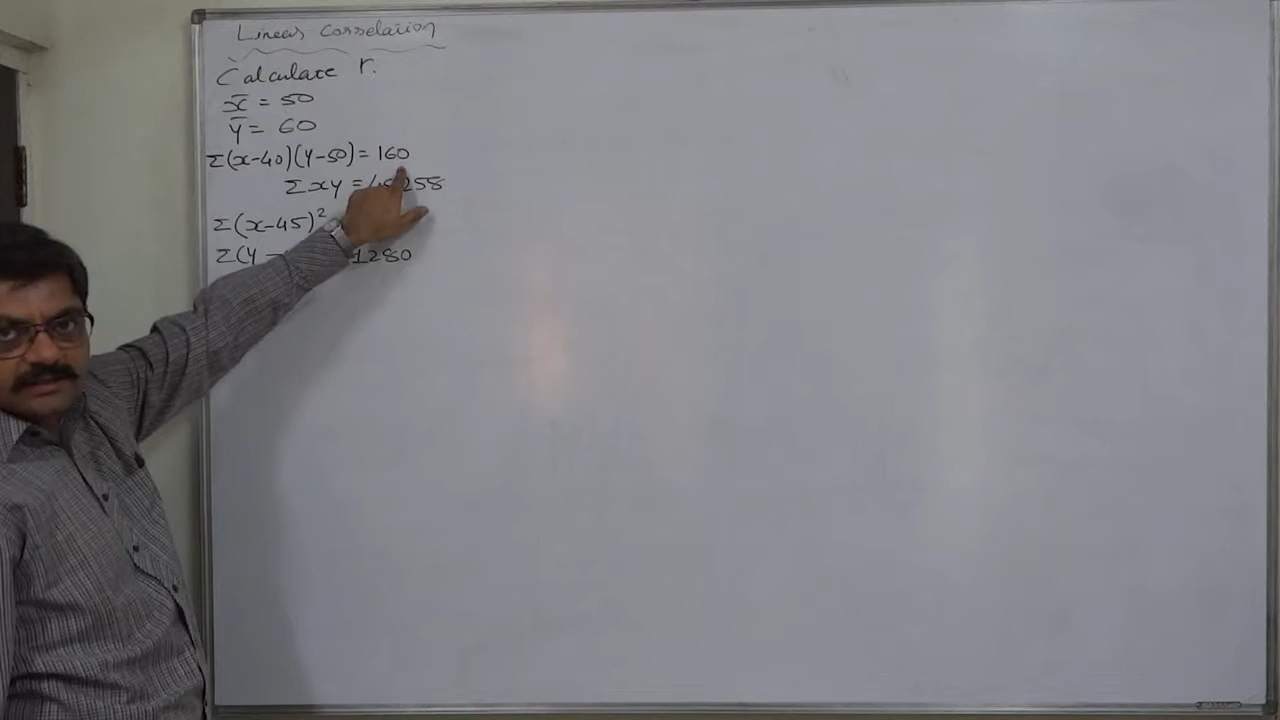 Linear Correlation
Calculate r.
x̄ = 50
ȳ = 60
Σ(x-40)(y-50) = 160
Σxy = 258
Σ(x-45)²
Σ(y - 1280